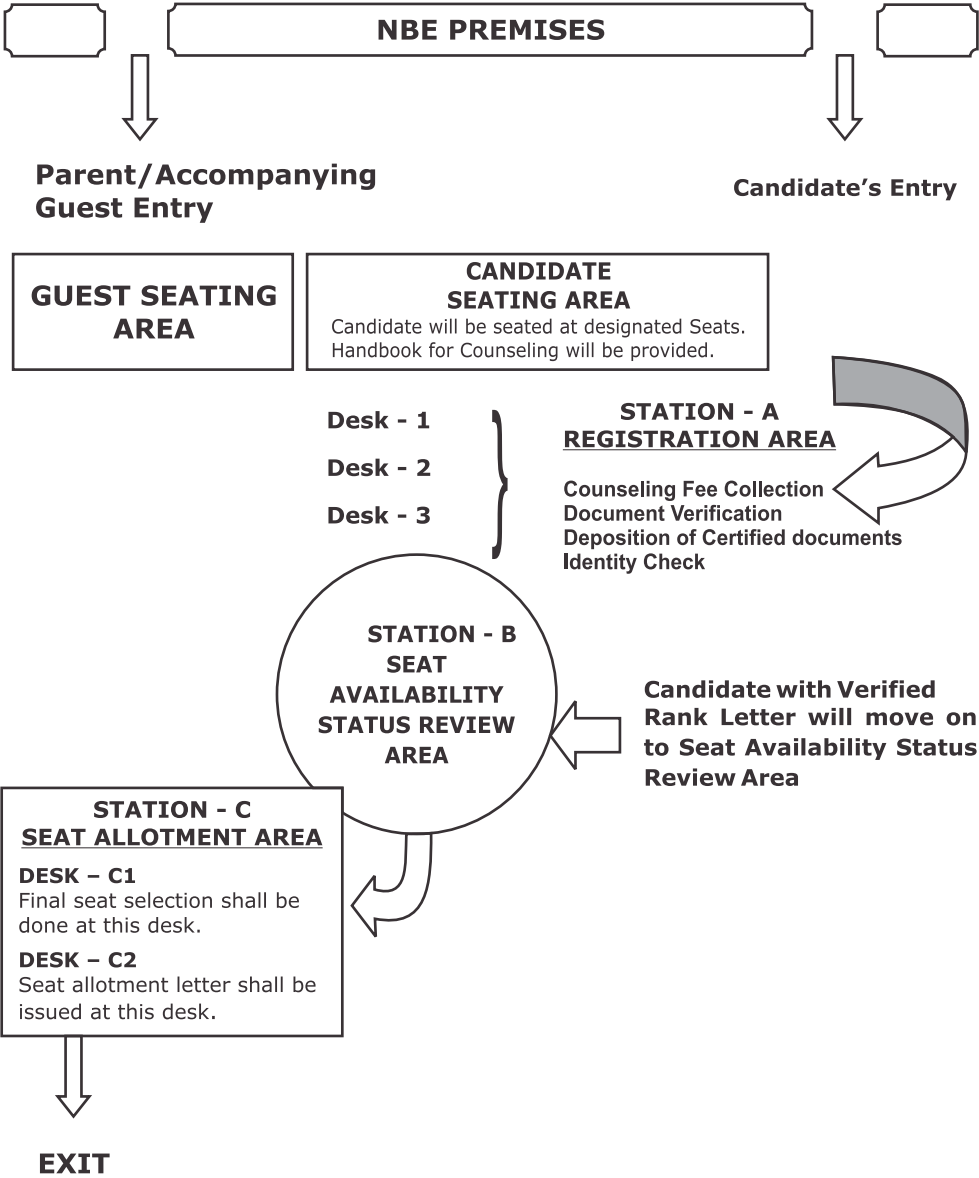 NBE PREMISES
Parent/Accompanying
Guest Entry
Candidate's Entry
GUEST SEATING
AREA
CANDIDATE
SEATING AREA
Candidate will be seated at designated Seats.
Handbook for Counseling will be provided.
Desk - 1
Desk - 2
Desk - 3
STATION - A
REGISTRATION AREA
Counseling Fee Collection
Document Verification
Deposition of Certified documents
Identity Check
STATION - B
SEAT
AVAILABILITY
STATUS REVIEW
AREA
Candidate with Verified
Rank Letter will move on
to Seat Availability Status
Review Area
STATION - C
SEAT ALLOTMENT AREA
DESK – C1
Final seat selection shall be
done at this desk.
DESK – C2
Seat allotment letter shall be
issued at this desk.
EXIT